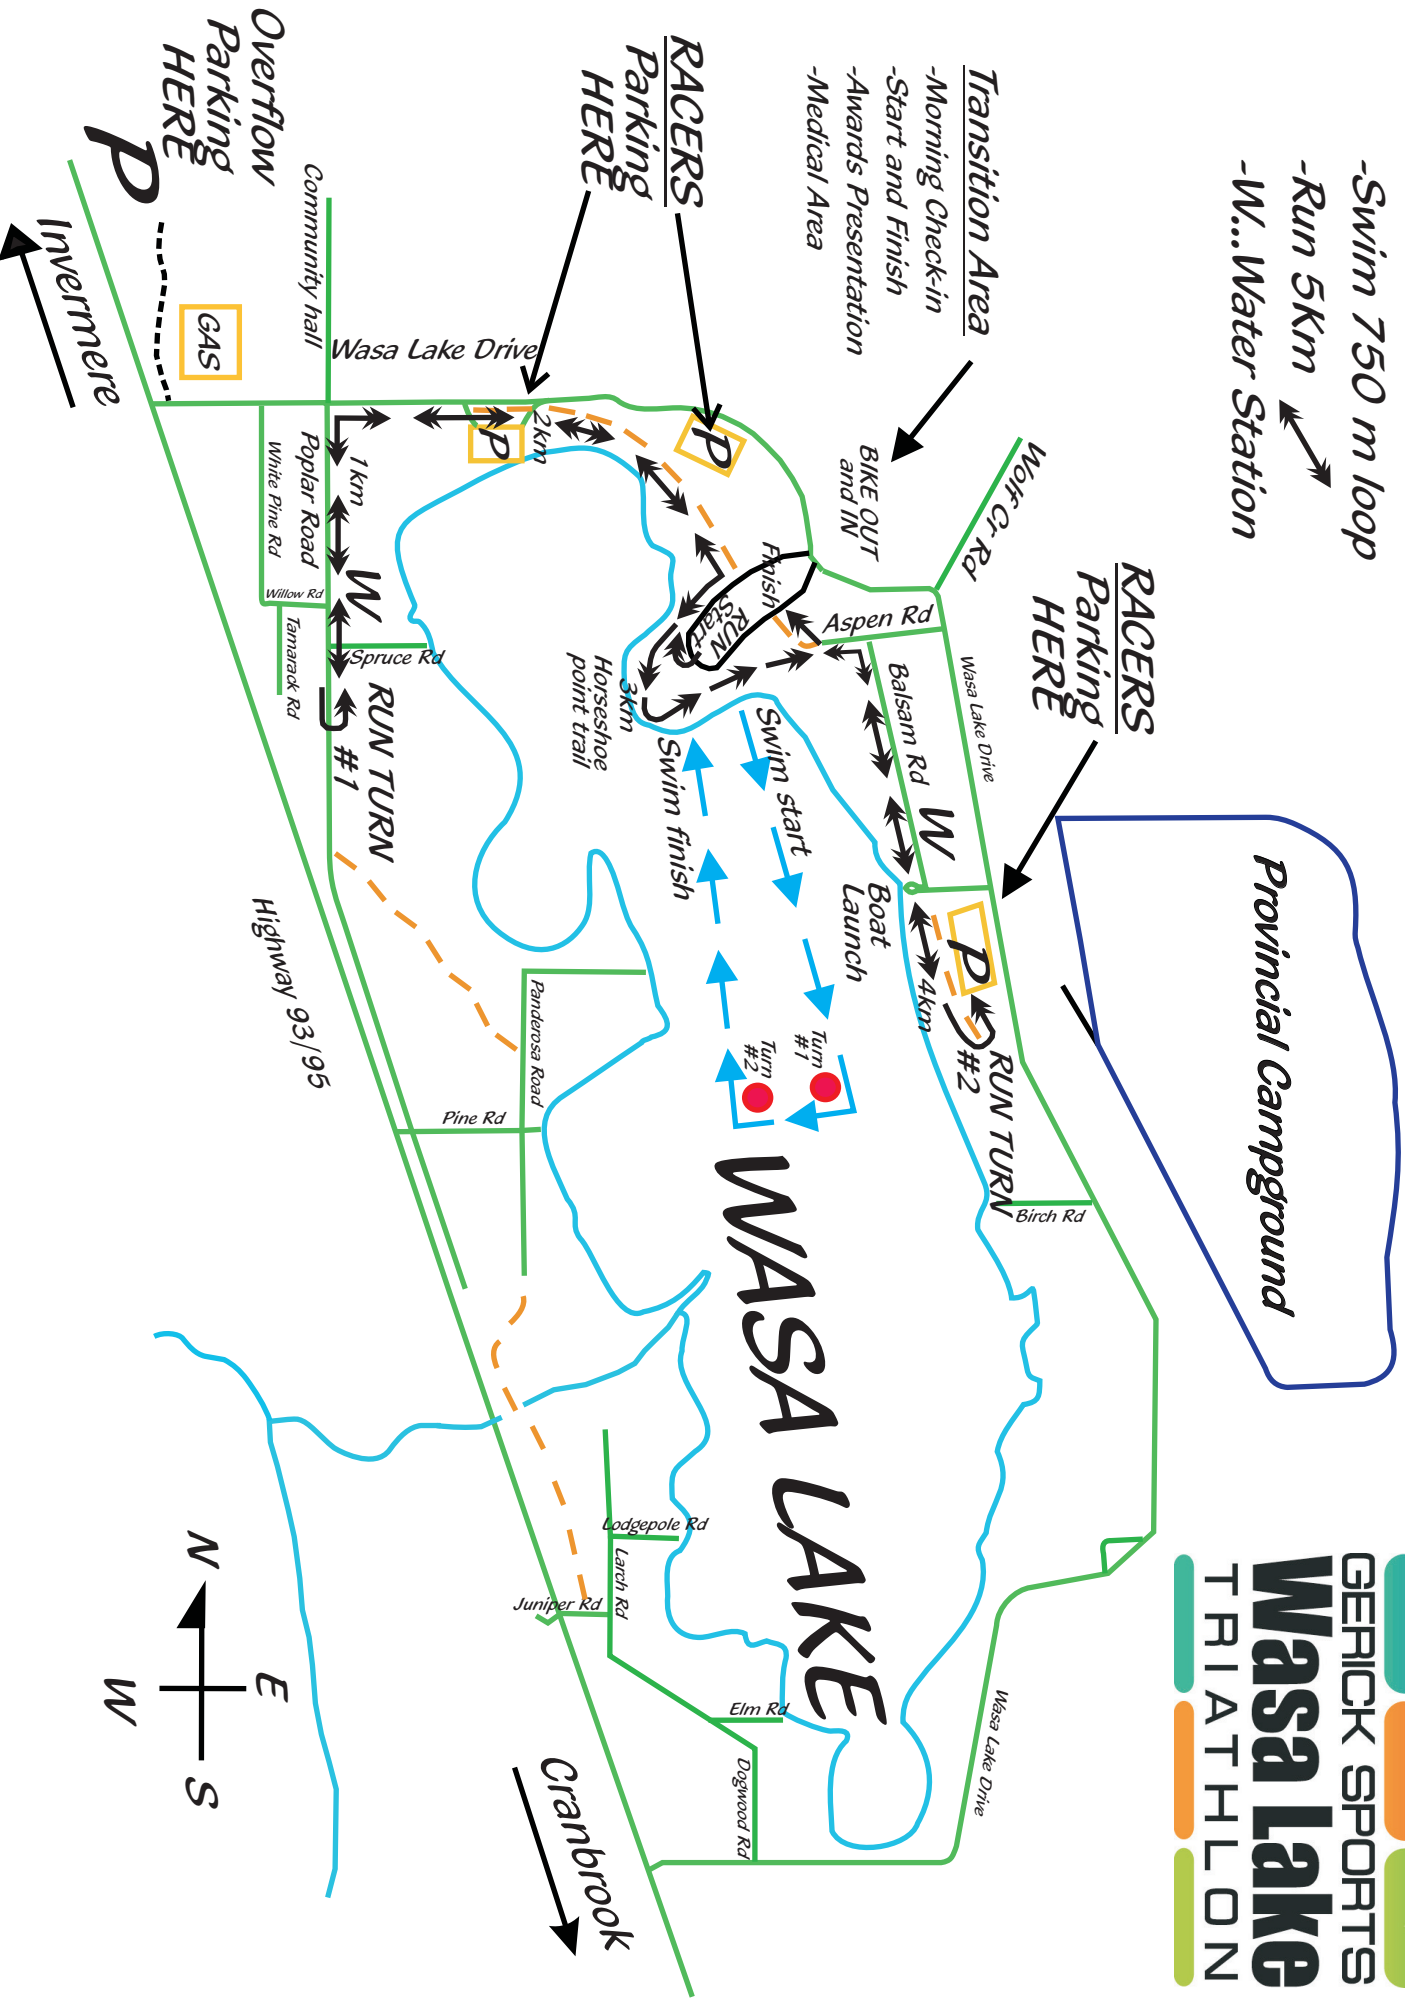 -Swim 750 m loop
-Run 5Km
-W...Water Station
GERICK SPORTS
Wasa Lake
TRIATHLON
Provincial Campground
RACERS
Parking
HERE
Transition Area
-Morning Check-in
-Start and Finish
-Awards Presentation
-Medical Area
RACERS
Parking
HERE
Overflow
Parking
HERE
P
Community hall
GAS
Invermere
Wasa Lake Drive
Wolf Cr Rd
BIKE OUT
and IN
Aspen Rd
Wasa Lake Drive
Balsam Rd
W
P
P
P
Finish
RUN
Start
2km
1km
Poplar Road
White Pine Rd
Willow Rd
Tamarack Rd
W
Spruce Rd
RUN TURN
#1
3km
Horseshoe
point trail
Swim start
Swim finish
Boat
Launch
4km
RUN TURN
#2
Turn
#1
Turn
#2
Birch Rd
WASA LAKE
Highway 93/95
Panderosa Road
Pine Rd
Lodgepole Rd
Larch Rd
Juniper Rd
Elm Rd
Dogwood Rd
Wasa Lake Drive
Cranbrook
N
E
W
S